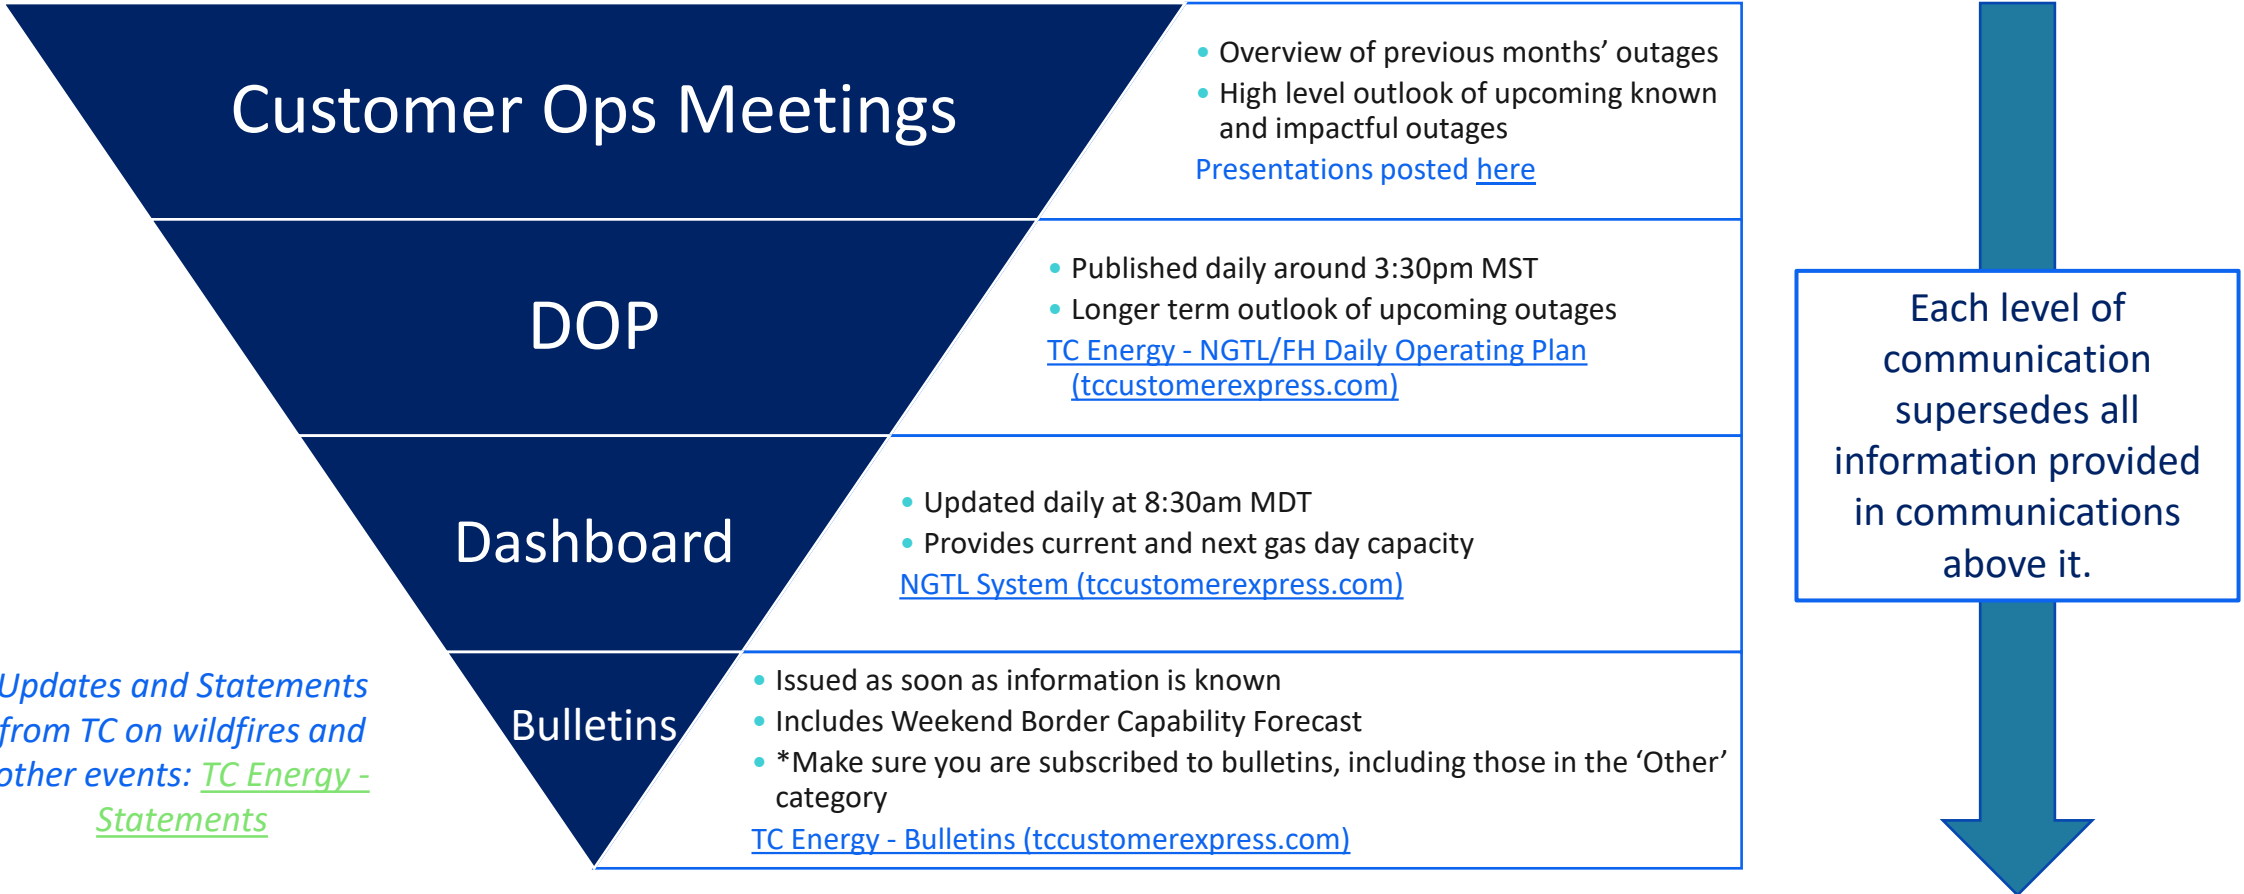 Customer Ops Meetings
• Overview of previous months’ outages
• High level outlook of upcoming known
and impactful outages
Presentations posted here
DOP
• Published daily around 3:30pm MST
• Longer term outlook of upcoming outages
TC Energy - NGTL/FH Daily Operating Plan
(tccustomerexpress.com)
Dashboard
• Updated daily at 8:30am MDT
• Provides current and next gas day capacity
NGTL System (tccustomerexpress.com)
Bulletins
• Issued as soon as information is known
• Includes Weekend Border Capability Forecast
• *Make sure you are subscribed to bulletins, including those in the ‘Other’
category
TC Energy - Bulletins (tccustomerexpress.com)
Updates and Statements
from TC on wildfires and
other events: TC Energy -
Statements
Each level of
communication
supersedes all
information provided
in communications
above it.